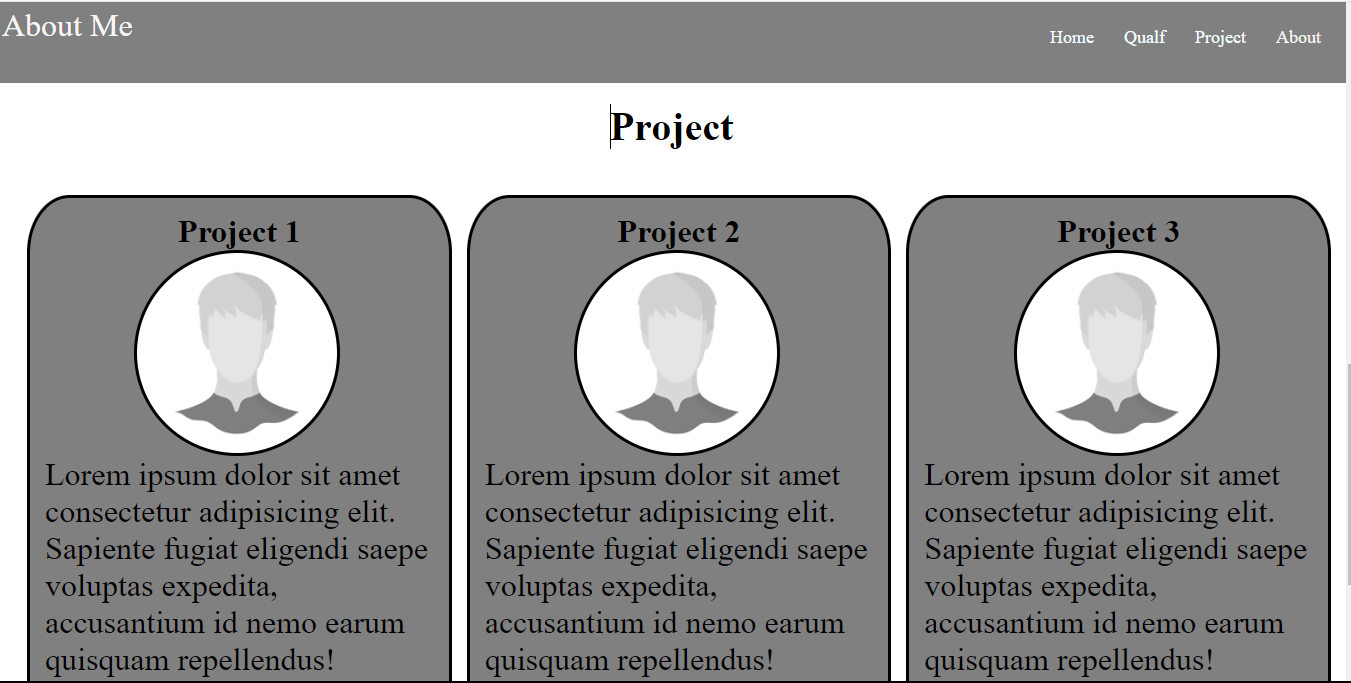 About Me
Home Qualf Project About
Project
Project 1
Lorem ipsum dolor sit amet
consectetur adipisicing elit.
Sapiente fugiat eligendi saepe
voluptas expedita,
accusantium id nemo earum
quisquam repellendus!
Project 2
Lorem ipsum dolor sit amet
consectetur adipisicing elit.
Sapiente fugiat eligendi saepe
voluptas expedita,
accusantium id nemo earum
quisquam repellendus!
Project 3
Lorem ipsum dolor sit amet
consectetur adipisicing elit.
Sapiente fugiat eligendi saepe
voluptas expedita,
accusantium id nemo earum
quisquam repellendus!